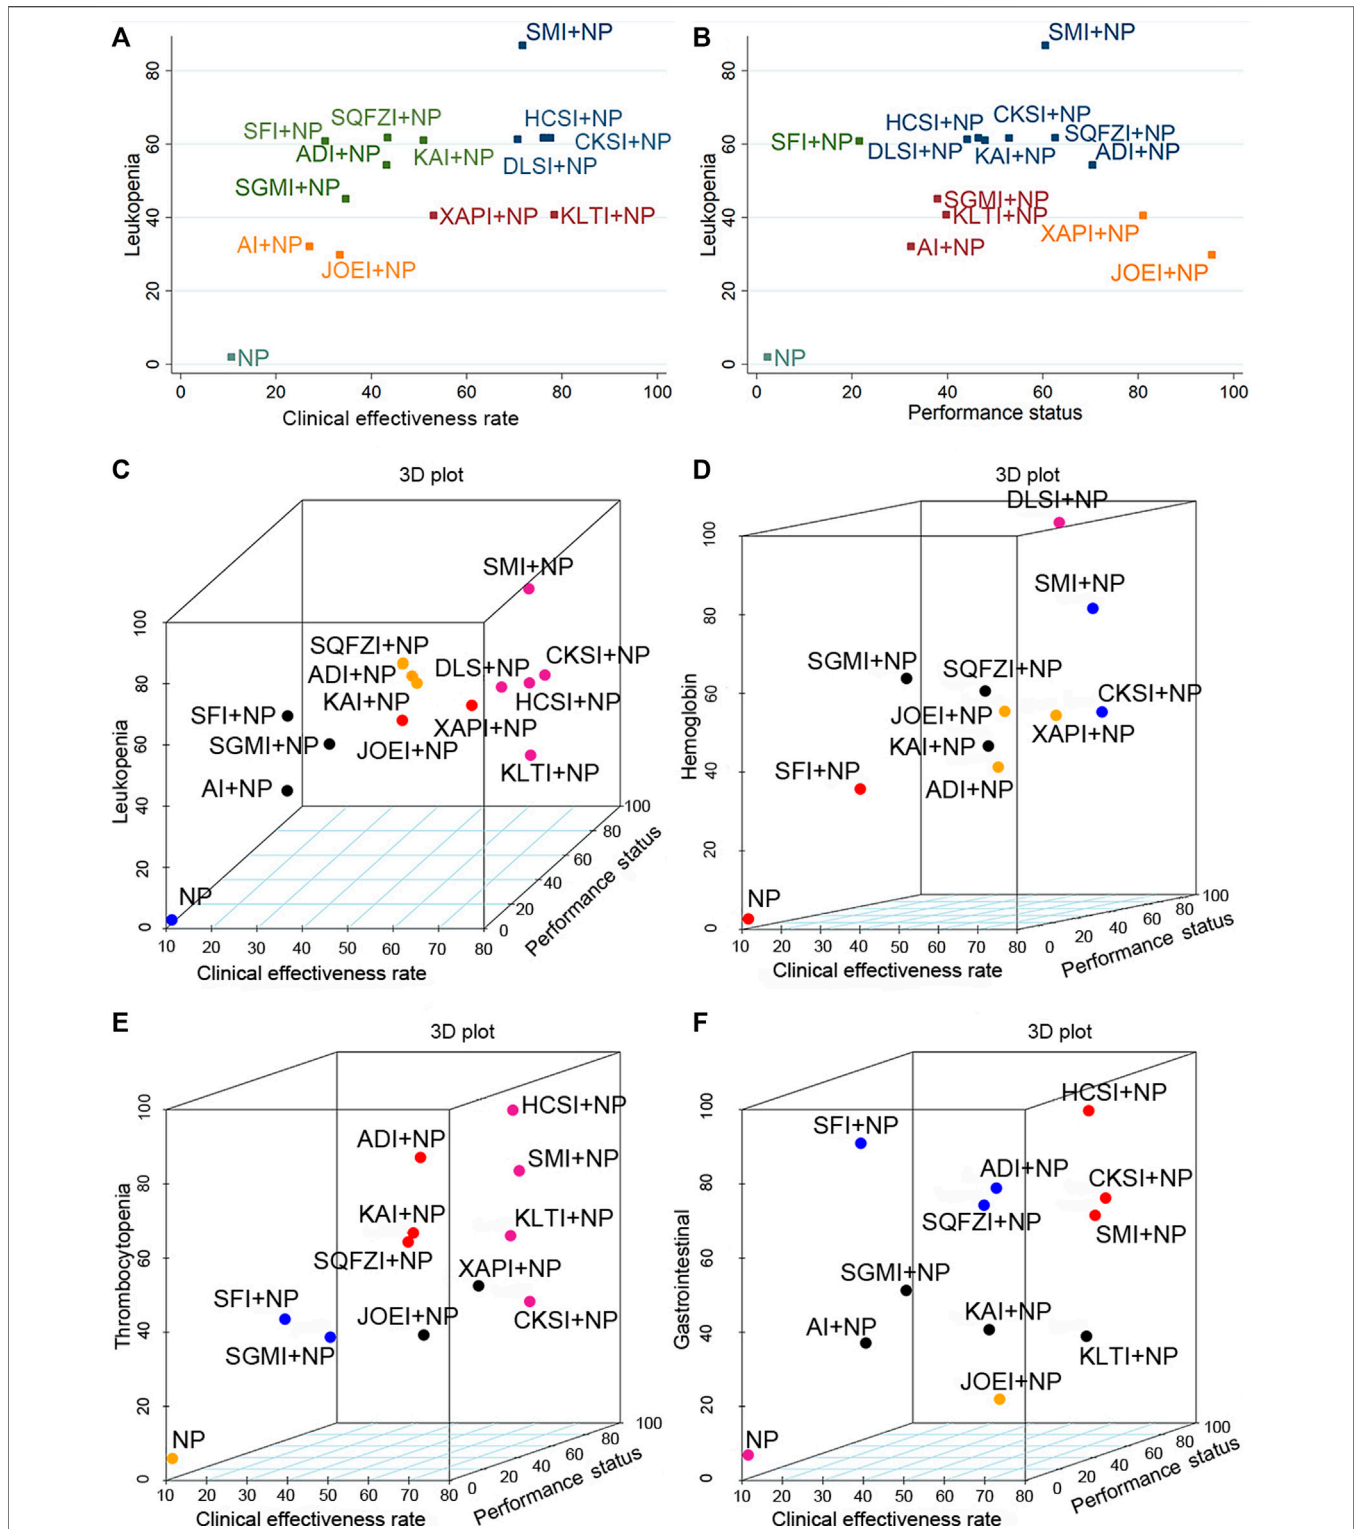 A
B
SMI+NP
SQFZI+NP
SFI+NP
ADI+NP
KAI+NP
HCSI+NP
CKSI+NP
DLSI+NP
SGMI+NP
XAPI+NP
KLTI+NP
AI+NP
JOEI+NP
NP
Leukopenia
80
60
40
20
0
0 20 40 60 80 100
Clinical effectiveness rate
SMI+NP
CKSI+NP
HCSI+NP
SQFZI+NP
SFI+NP
DLSI+NP
KAI+NP
ADI+NP
SGMI+NP
KLTI+NP
XAPI+NP
AI+NP
JOEI+NP
NP
Leukopenia
80
60
40
20
0
0 20 40 60 80 100
Performance status
C
3D plot
SMI+NP
SQFZI+NP
ADI+NP
DLS+NP
CKSI+NP
KAI+NP
HCSI+NP
SFI+NP
XAPI+NP
SGMI+NP
JOEI+NP
KLTI+NP
AI+NP
NP
Leukopenia
100
80
60
40
20
0
10 20 30 40 50 60 70 80
Clinical effectiveness rate
0 20 40 60 80 100
Performance status
D
3D plot
DLSI+NP
SMI+NP
SGMI+NP
SQFZI+NP
CKSI+NP
JOEI+NP
XAPI+NP
KAI+NP
SFI+NP
ADI+NP
NP
Hemoglobin
100
80
60
40
20
0
10 20 30 40 50 60 70 80
Clinical effectiveness rate
0 20 40 60 80 100
Performance status
E
3D plot
HCSI+NP
ADI+NP
SMI+NP
KAI+NP
KLTI+NP
SQFZI+NP
XAPI+NP
SFI+NP
JOEI+NP
CKSI+NP
SGMI+NP
NP
Thrombocytopenia
100
80
60
40
20
0
10 20 30 40 50 60 70 80
Clinical effectiveness rate
0 20 40 60 80 100
Performance status
F
3D plot
HCSI+NP
SFI+NP
ADI+NP
CKSI+NP
SQFZI+NP
SMI+NP
SGMI+NP
KAI+NP
AI+NP
KLTI+NP
JOEI+NP
NP
Gastrointestinal
100
80
60
40
20
0
10 20 30 40 50 60 70 80
Clinical effectiveness rate
0 20 40 60 80 100
Performance status